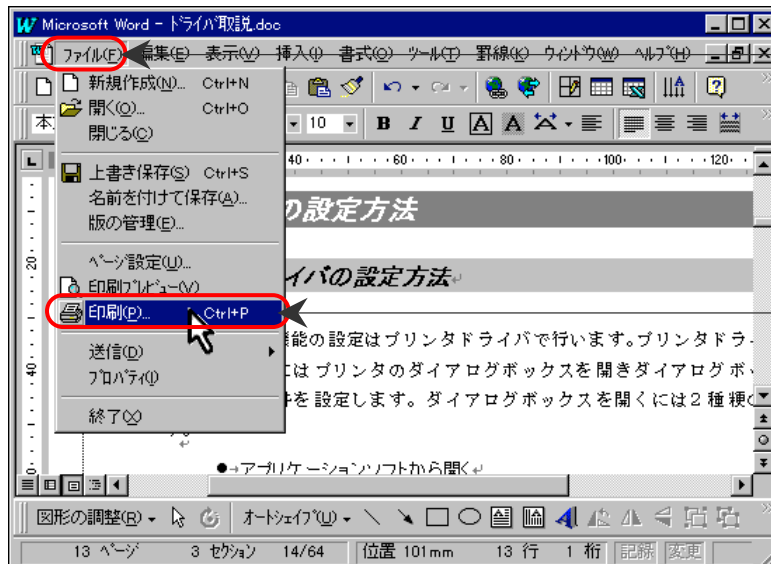 Microsoft Word - ﾄﾞﾗｲﾊﾞ取説.doc
ﾌｧｲﾙ(F) 編集(E) 表示(V) 挿入(I) 書式(O) ﾂｰﾙ(T) 罫線(K) ｳｨﾝﾄﾞｳ(W) ﾍﾙﾌﾟ(H)
新規作成(N)... Ctrl+N
開く(O)... Ctrl+O
閉じる(C)
上書き保存(S) Ctrl+S
名前を付けて保存(A)...
版の管理(E)...
ﾍﾟｰｼﾞ設定(U)...
印刷ﾌﾟﾚﾋﾞｭｰ(V)
印刷(P)... Ctrl+P
送信(D)
ﾌﾟﾛﾊﾟﾃｨ(I)
終了(X)
本
10 B I U A A
40 60 80 100 120
20
の設定方法
イバの設定方法
能の設定はプリンタドライバで行います。プリンタドラ
はプリンタのダイアログボックスを開きダイアログボ
を設定します。ダイアログボックスを開くには２種
●→アプリケーションソフトから開く
図形の調整(R) ｵｰﾄｼｪｲﾌﾟ(U)
13 ﾍﾟｰｼﾞ 3 ｾｸｼｮﾝ 14/64 位置 101mm 13 行 1 桁 記録 変更